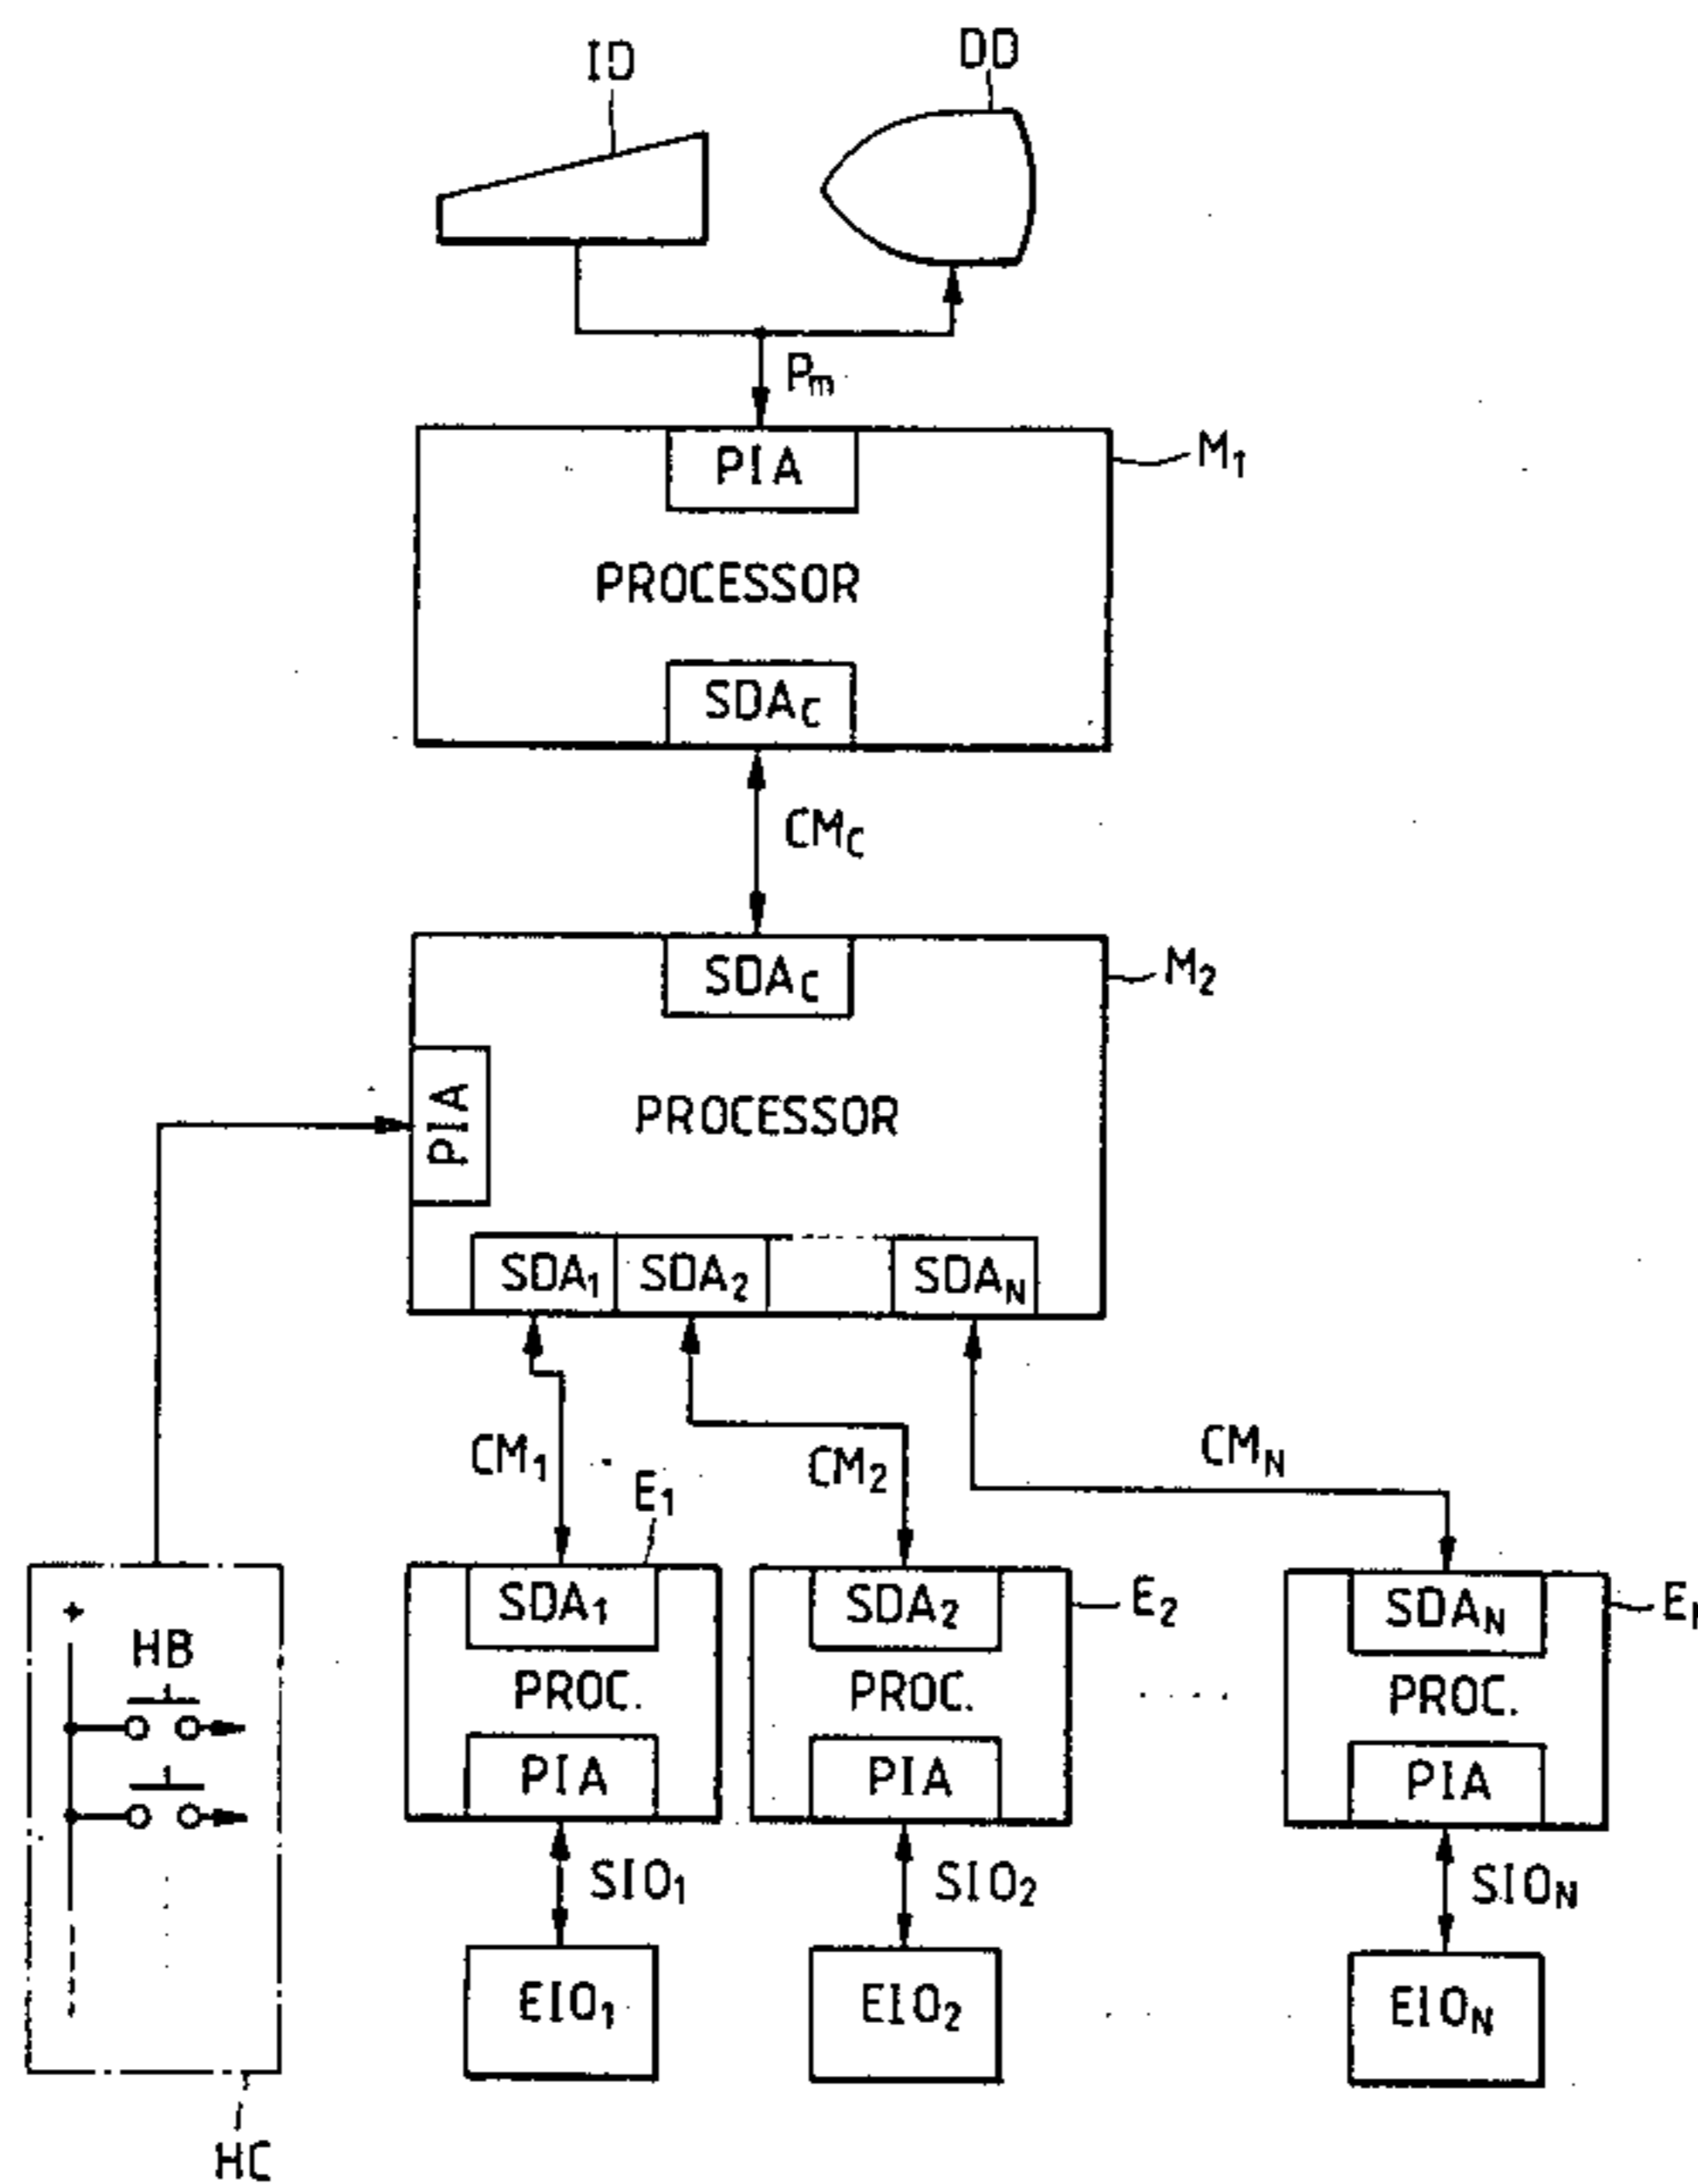 ID
DD
Pm
PIA
M1
PROCESSOR
SDAC
CMC
SDAC
M2
PIA
PROCESSOR
SDA1 SDA2 SDAN
CM1 CM2 CMN
E1
SDA1 SDA2 E2 SDAN
+
HB
PROC. PROC. PROC.
PIA PIA PIA
SIO1 SIO2 SION
EIO1 EIO2 EION
HC